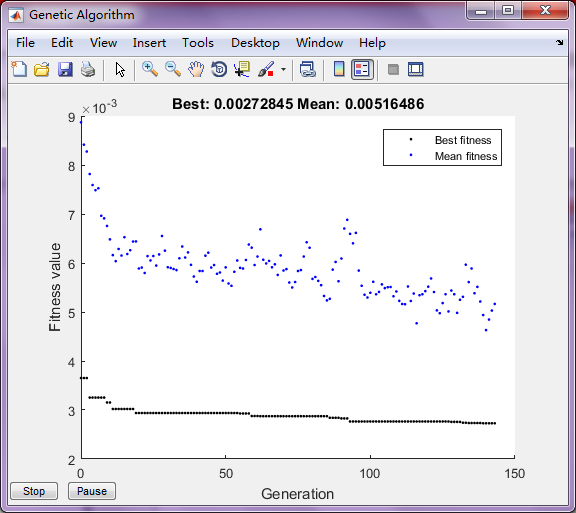 Genetic Algorithm
File Edit View Insert Tools Desktop Window Help
×10⁻³
Best: 0.00272845 Mean: 0.00516486
Best fitness
Mean fitness
Fitness value
9
8
7
6
5
4
3
2
0 50 100 150
Generation
Stop Pause